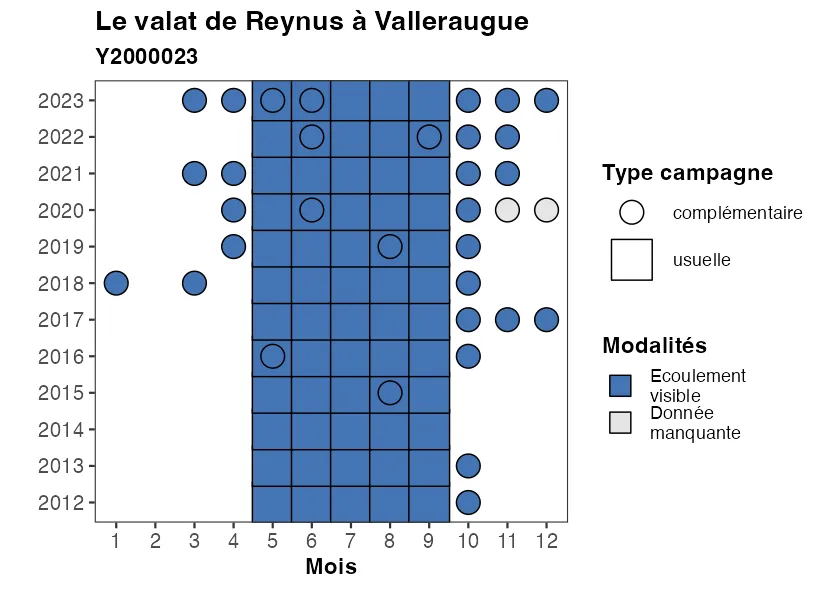 Le valat de Reynus à Valleraugue
Y2000023
2023
2022
2021
2020
2019
2018
2017
2016
2015
2014
2013
2012
1 2 3 4 5 6 7 8 9 10 11 12
Mois
Type campagne
complémentaire
usuelle
Modalités
Ecoulement
visible
Donnée
manquante